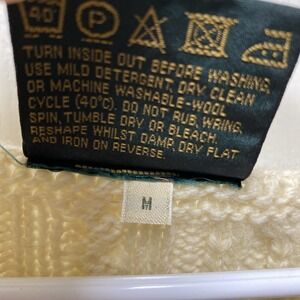 40°
P
TURN INSIDE OUT BEFORE WASHING.
USE MILD DETERGENT, DRY CLEAN
OR MACHINE WASHABLE-WOOL
CYCLE (40°C). DO NOT RUB, WRING,
SPIN, TUMBLE DRY OR BLEACH.
RESHAPE WHILST DAMP, DRY FLAT
AND IRON ON REVERSE.
M